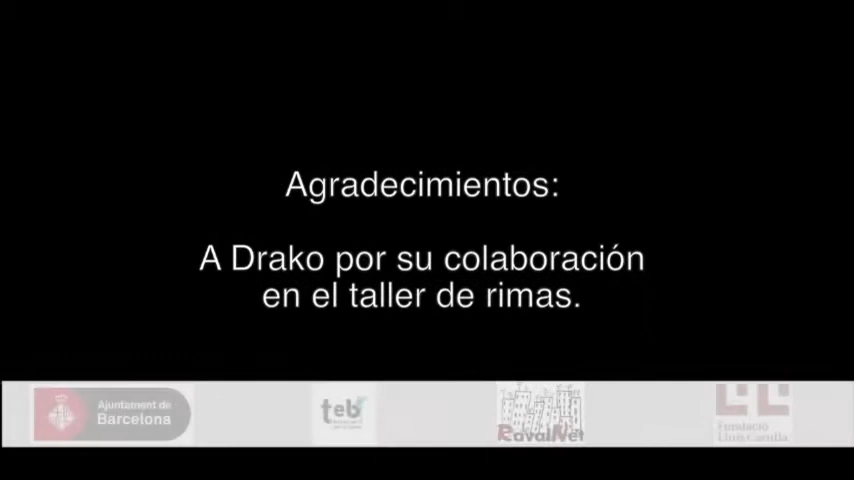 Agradecimientos:
A Drako por su colaboración
en el taller de rimas.
Ajuntament de
Barcelona
teb
RavalNet
Fundació
Lluís Carulla